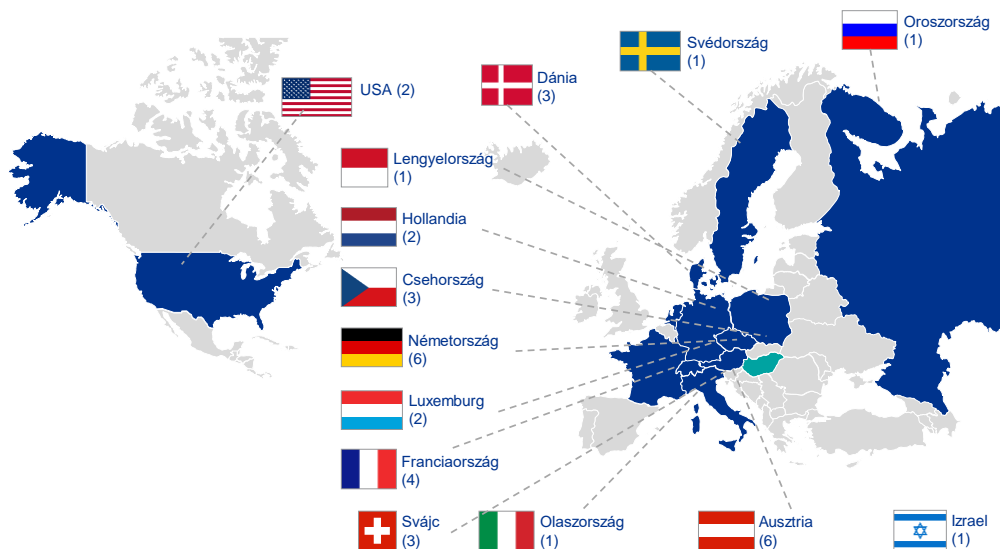 Oroszország
(1)
Svédország
(1)
USA (2)
Dánia
(3)
Lengyelország
(1)
Hollandia
(2)
Csehország
(3)
Németország
(6)
Luxemburg
(2)
Franciaország
(4)
Svájc
(3)
Olaszország
(1)
Ausztria
(6)
Izrael
(1)